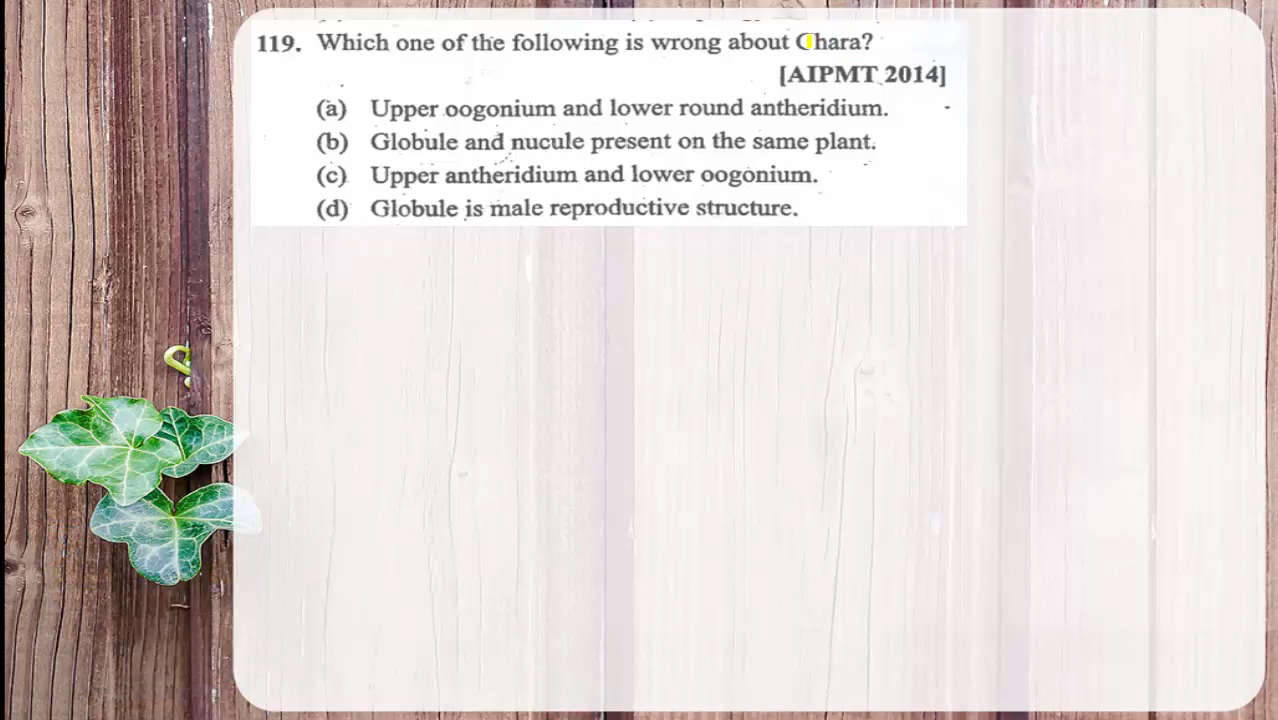 119. Which one of the following is wrong about Chara?
[AIPMT 2014]
(a) Upper oogonium and lower round antheridium.
(b) Globule and nucule present on the same plant.
(c) Upper antheridium and lower oogonium.
(d) Globule is male reproductive structure.